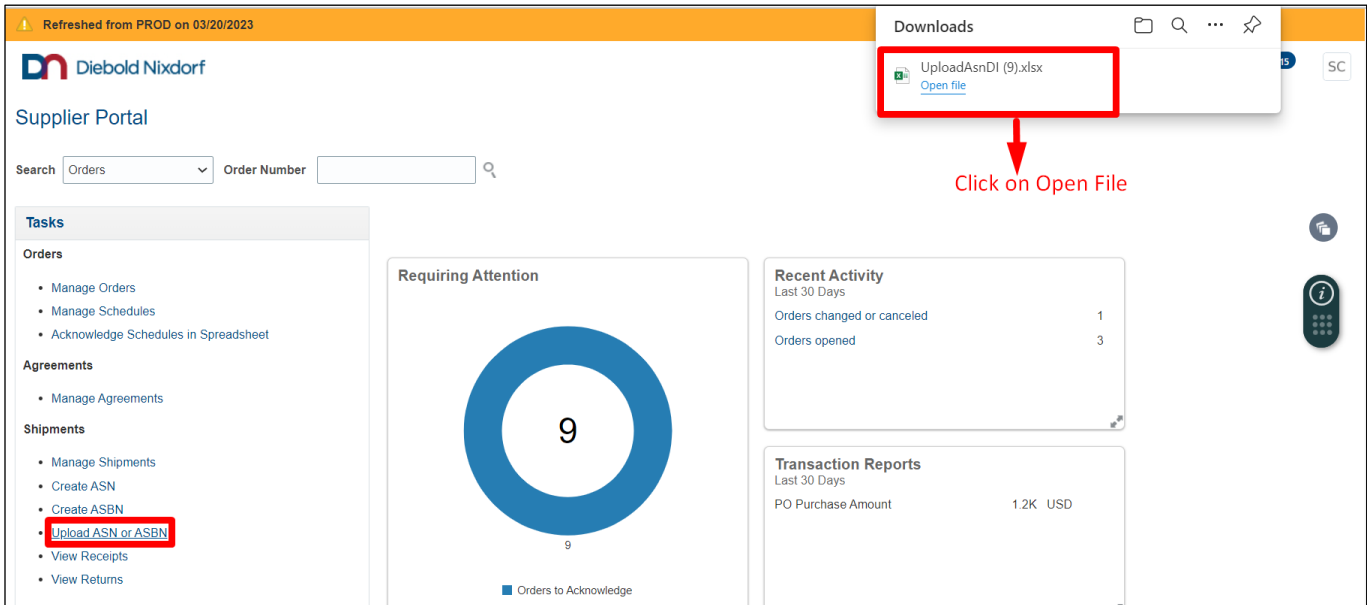 Refreshed from PROD on 03/20/2023
Downloads
UploadAsnDI (9).xlsx
Open file
15
SC
DN Diebold Nixdorf
Supplier Portal
Search Orders Order Number
Click on Open File
Tasks
Orders
Manage Orders
Manage Schedules
Acknowledge Schedules in Spreadsheet
Agreements
Manage Agreements
Shipments
Manage Shipments
Create ASN
Create ASBN
Upload ASN or ASBN
View Receipts
View Returns
Requiring Attention
9
9
Orders to Acknowledge
Recent Activity
Last 30 Days
Orders changed or canceled 1
Orders opened 3
Transaction Reports
Last 30 Days
PO Purchase Amount 1.2K USD